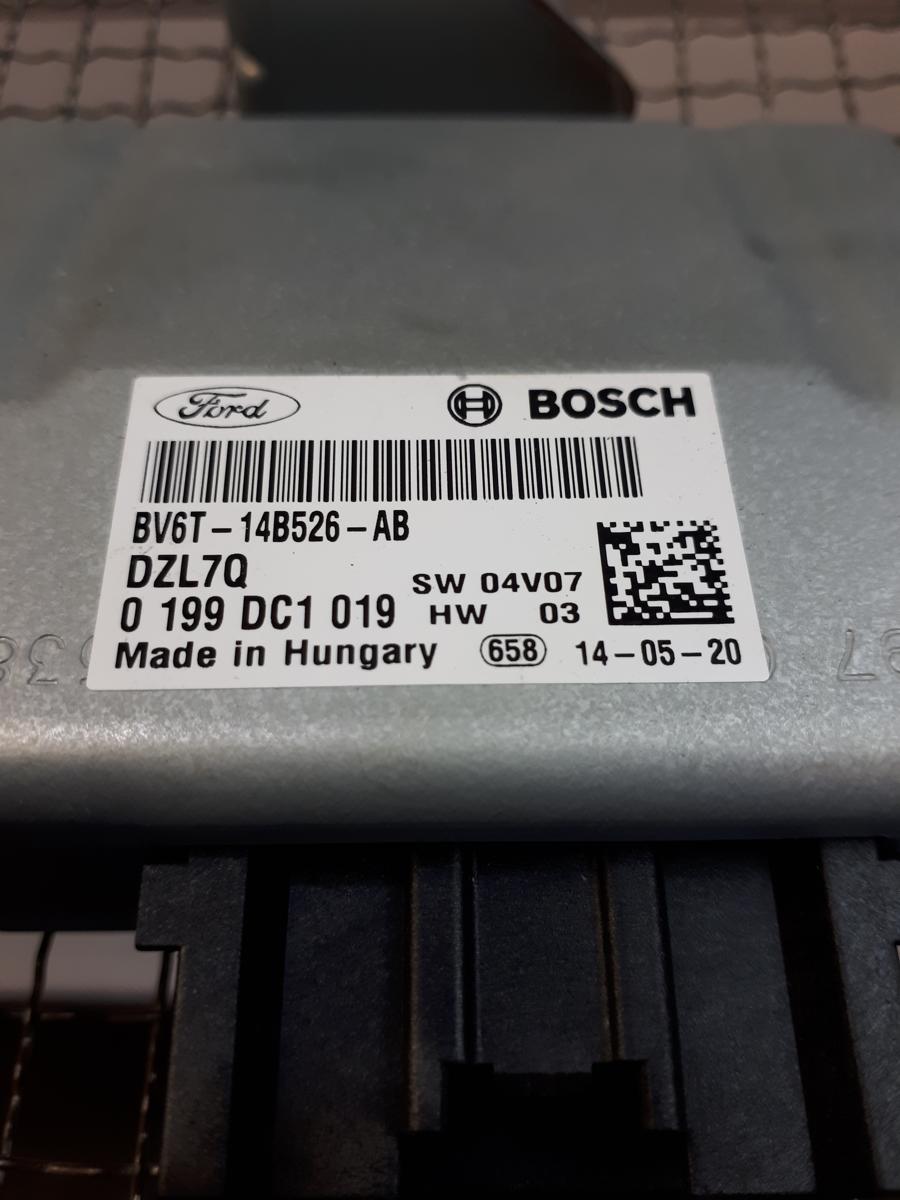 Ford BOSCH
BV6T-14B526-AB
DZL7Q
SW 04V07
0 199 DC1 019 HW 03
Made in Hungary 658 14-05-20